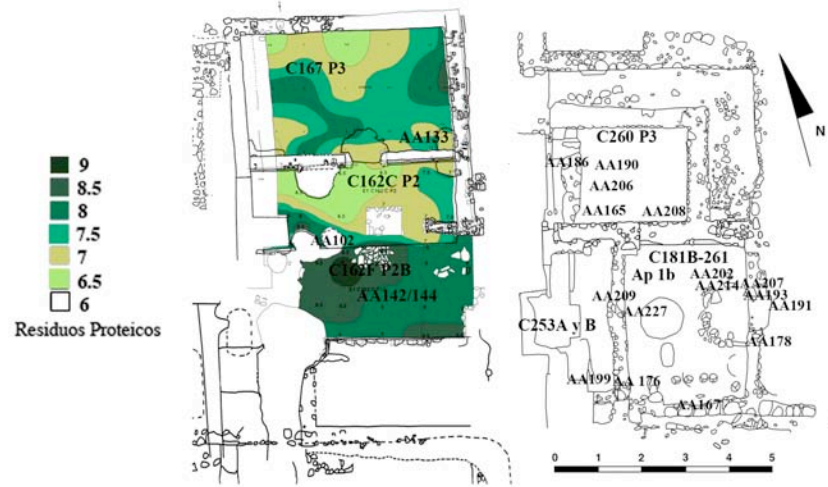 C167 P3
AA133
C162C P2
AA102
C162F P2B
AA142/144
9
8.5
8
7.5
7
6.5
6
Residuos Proteicos
C260 P3
AA186
AA190
AA206
AA165
AA208
C181B-261
Ap 1b
AA202
AA214
AA207
AA193
AA191
AA209
AA227
C253A y B
AA178
AA199
AA 176
AA167
N
0 1 2 3 4 5